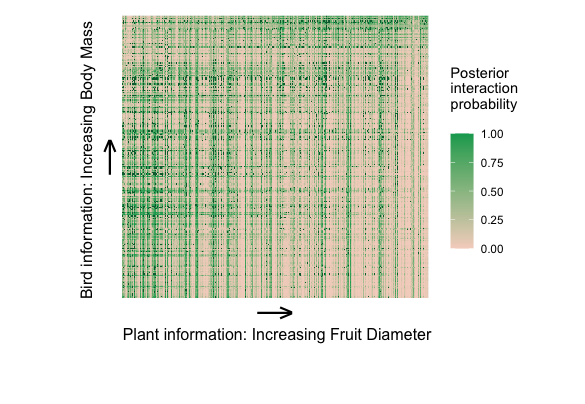 Bird information: Increasing Body Mass
Plant information: Increasing Fruit Diameter
Posterior
interaction
probability
1.00
0.75
0.50
0.25
0.00